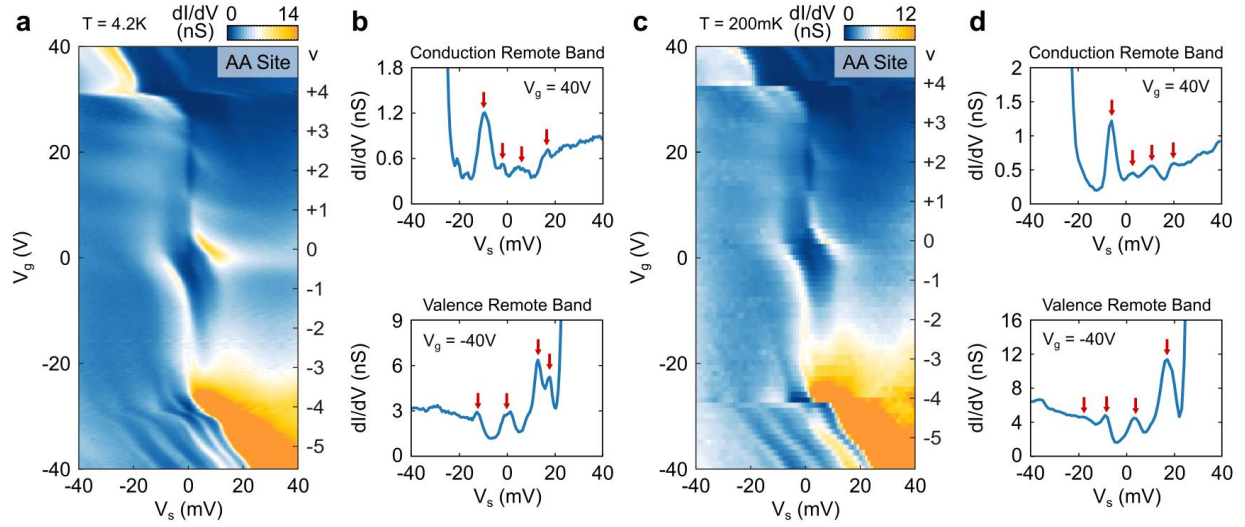 a
T = 4.2K
dI/dV (nS)
0
14
AA Site
ν
V_g (V)
40
20
0
-20
-40
+4
+3
+2
+1
0
-1
-2
-3
-4
-5
-40
-20
0
20
40
V_s (mV)
b
Conduction Remote Band
V_g = 40V
dI/dV (nS)
1.8
1.2
0.6
0
-40
-20
0
20
40
V_s (mV)
Valence Remote Band
V_g = -40V
dI/dV (nS)
9
6
3
0
-40
-20
0
20
40
V_s (mV)
c
T = 200mK
dI/dV (nS)
0
12
AA Site
ν
V_g (V)
40
20
0
-20
-40
+4
+3
+2
+1
0
-1
-2
-3
-4
-5
-40
-20
0
20
40
V_s (mV)
d
Conduction Remote Band
V_g = 40V
dI/dV (nS)
2
1.5
1
0.5
0
-40
-20
0
20
40
V_s (mV)
Valence Remote Band
V_g = -40V
dI/dV (nS)
16
12
8
4
0
-40
-20
0
20
40
V_s (mV)